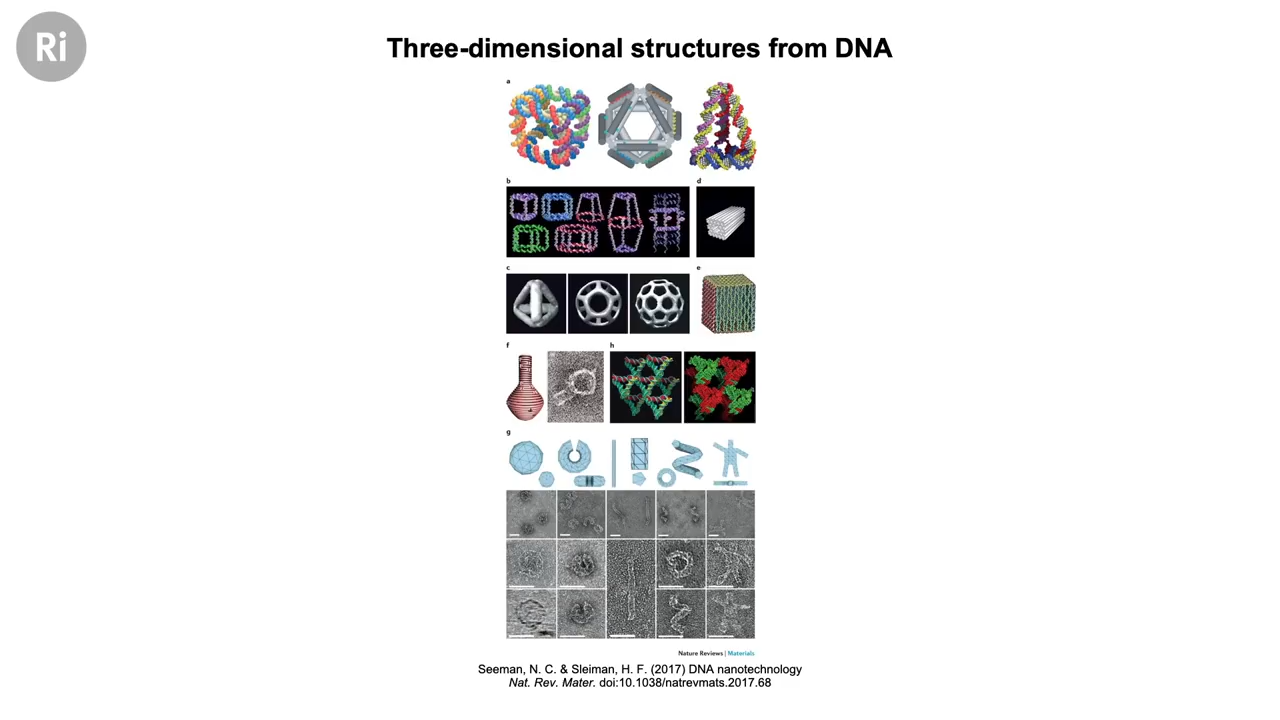 Ri
Three-dimensional structures from DNA
a
b
d
c
e
f
h
g
Nature Reviews | Materials
Seeman, N. C. & Sleiman, H. F. (2017) DNA nanotechnology
Nat. Rev. Mater. doi:10.1038/natrevmats.2017.68